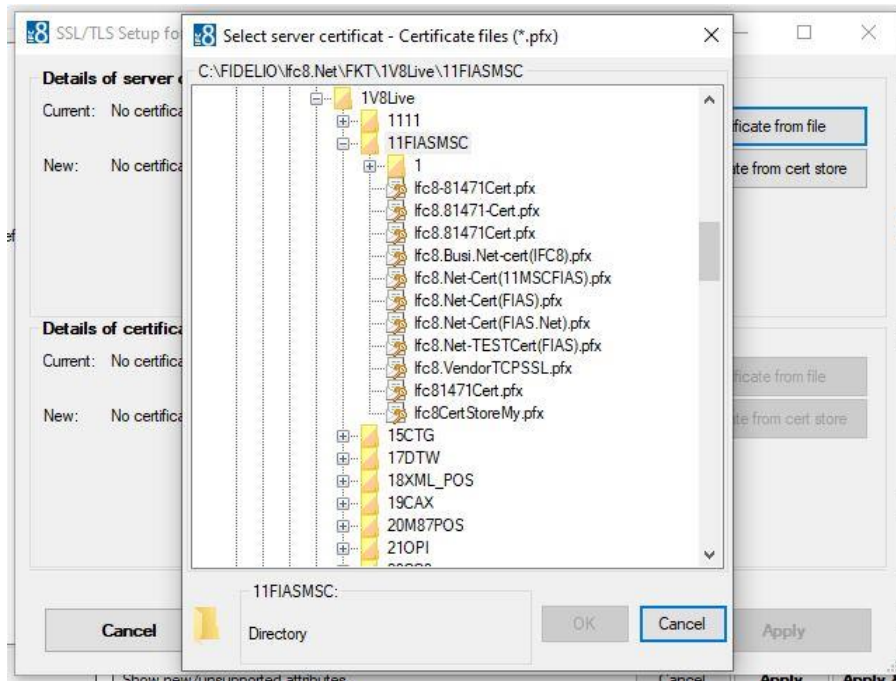 SSL/TLS Setup fo
Select server certificat - Certificate files (*.pfx)
C:\FIDELIO\Ifc8.Net\FKT\1V8Live\11FIASMSC
Details of server c
Current: No certifica
New: No certifica
ificate from file
ate from cert store
1V8Live
1111
11FIASMSC
1
Ifc8-81471Cert.pfx
Ifc8.81471-Cert.pfx
Ifc8.81471Cert.pfx
Ifc8.Busi.Net-cert(IFC8).pfx
Ifc8.Net-Cert(11MSCFIAS).pfx
Ifc8.Net-Cert(FIAS).pfx
Ifc8.Net-Cert(FIAS.Net).pfx
Ifc8.Net-TESTCert(FIAS).pfx
Ifc8.VendorTCPSSL.pfx
Ifc81471Cert.pfx
Ifc8CertStoreMy.pfx
15CTG
17DTW
18XML_POS
19CAX
20M87POS
21OPI
Details of certifica
Current: No certifica
New: No certifica
ificate from file
ate from cert store
11FIASMSC:
Directory
OK
Cancel
Cancel
Apply
Show new/unsupported attributes
Cancel
Apply
Apply